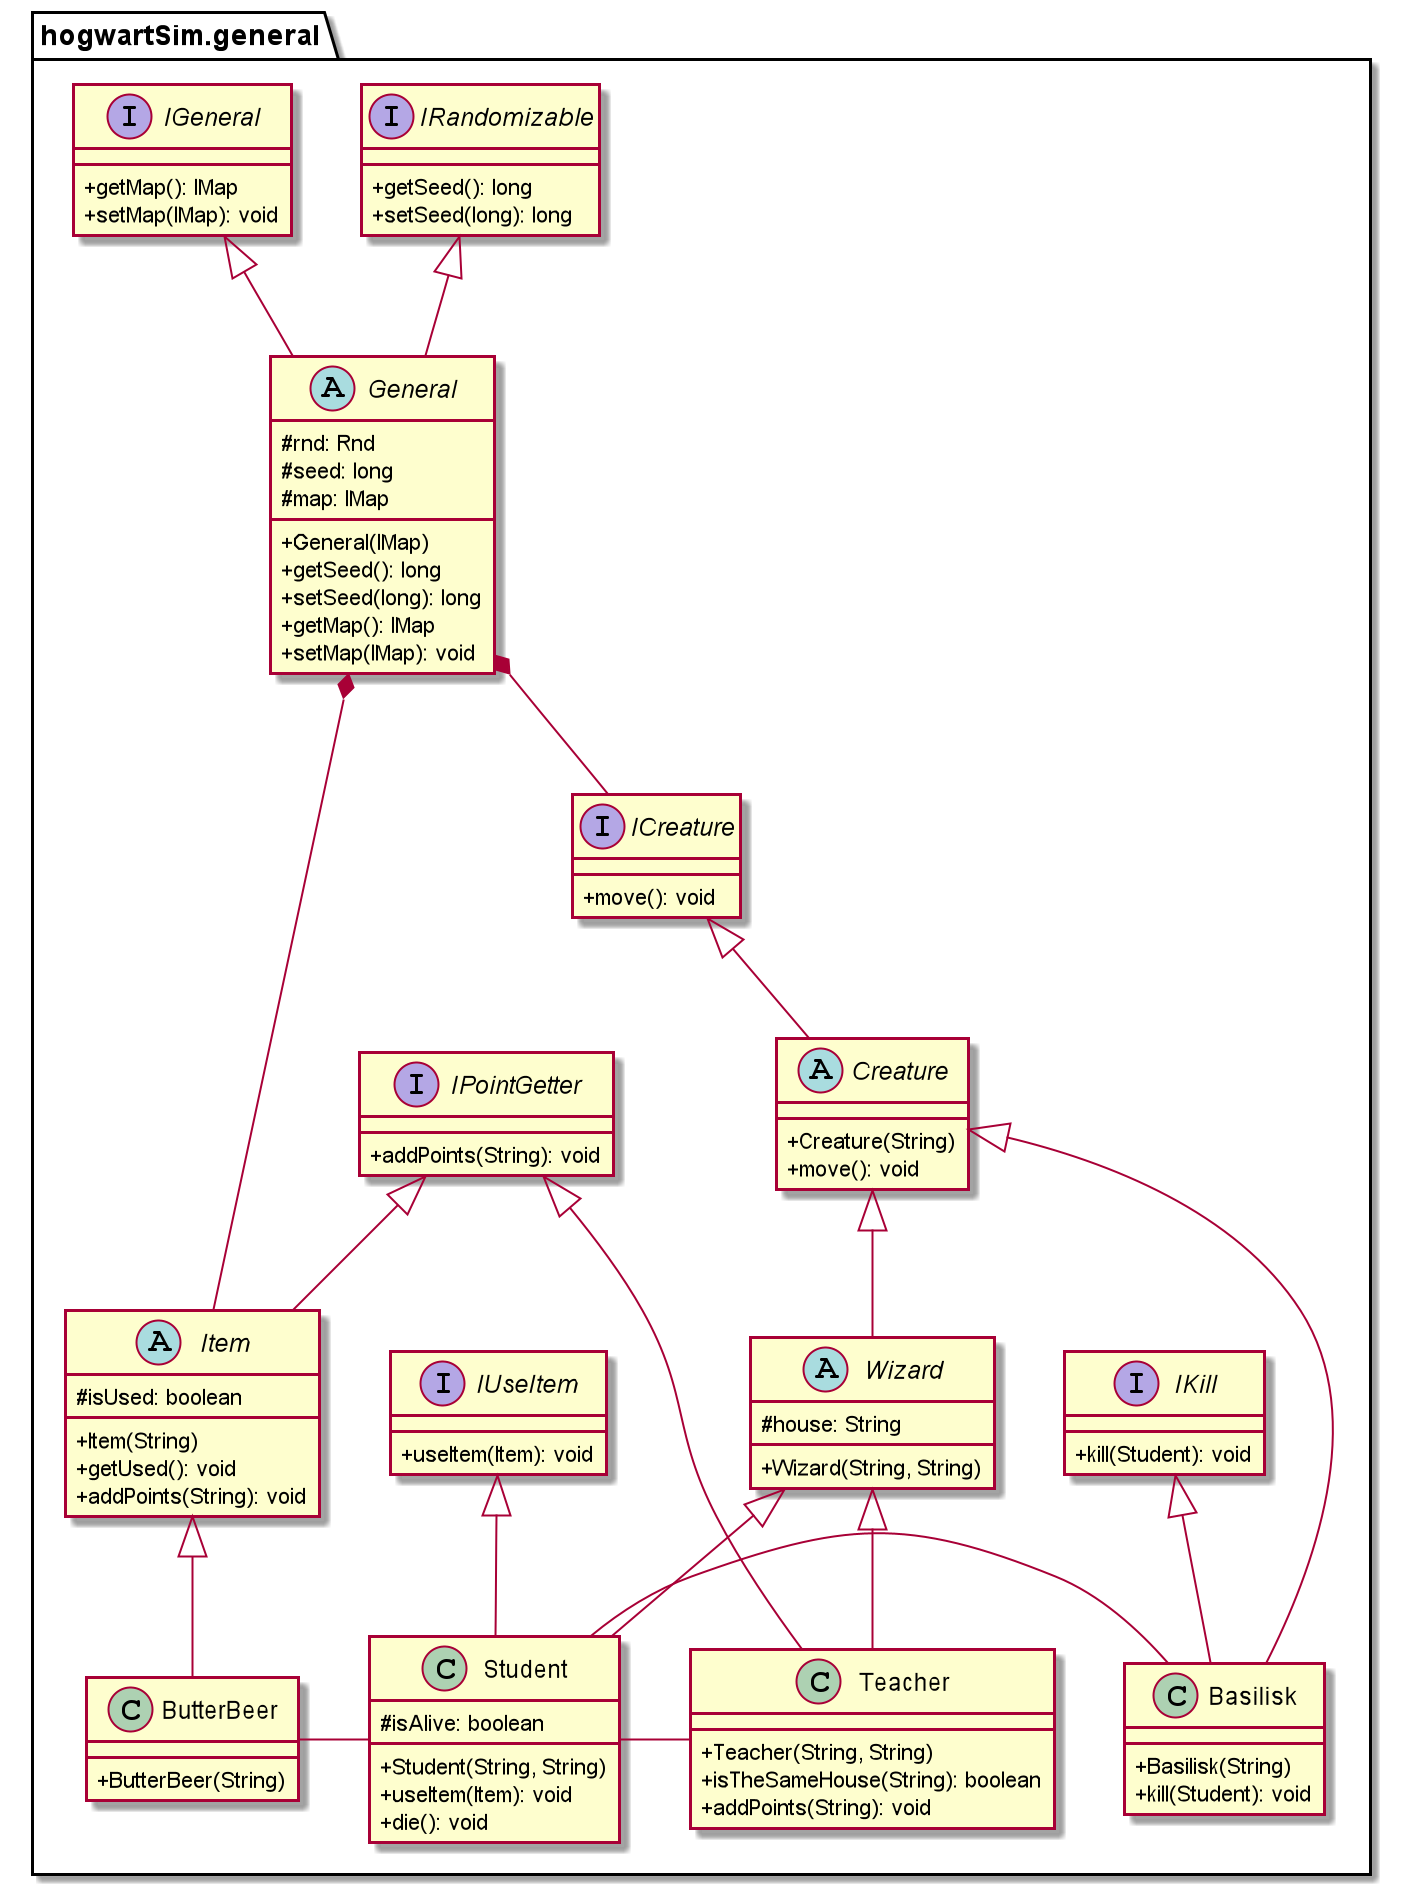 hogwartSim.general
I IGeneral
+getMap(): IMap
+setMap(IMap): void
I IRandomizable
+getSeed(): long
+setSeed(long): long
A General
#rnd: Rnd
#seed: long
#map: IMap
+General(IMap)
+getSeed(): long
+setSeed(long): long
+getMap(): IMap
+setMap(IMap): void
I ICreature
+move(): void
I IPointGetter
+addPoints(String): void
A Creature
+Creature(String)
+move(): void
A Item
#isUsed: boolean
+Item(String)
+getUsed(): void
+addPoints(String): void
I IUseItem
+useItem(Item): void
A Wizard
#house: String
+Wizard(String, String)
I IKill
+kill(Student): void
C ButterBeer
+ButterBeer(String)
C Student
#isAlive: boolean
+Student(String, String)
+useItem(Item): void
+die(): void
C Teacher
+Teacher(String, String)
+isTheSameHouse(String): boolean
+addPoints(String): void
C Basilisk
+Basilisk(String)
+kill(Student): void